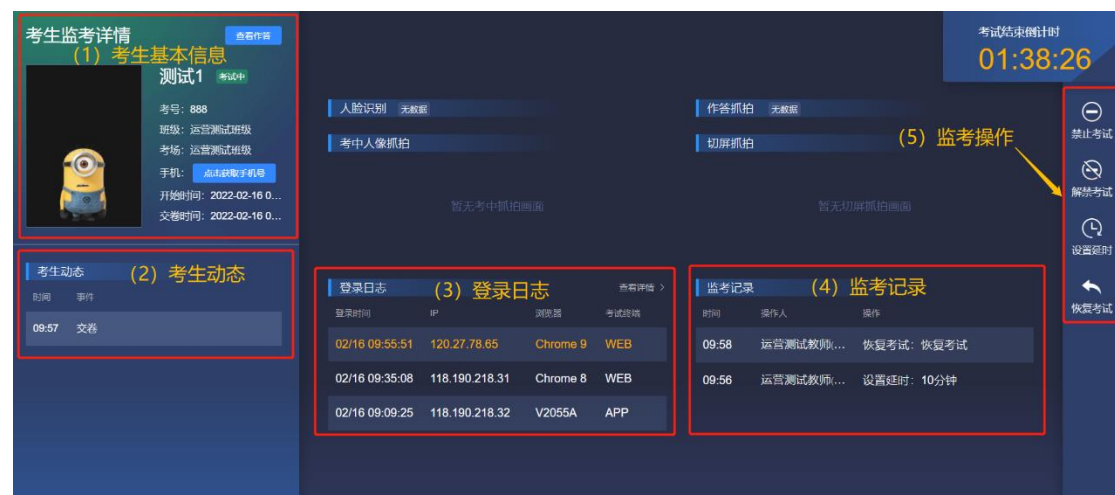 考生监考详情
查看作答
(1) 考生基本信息
测试1 考试中
考号: 888
班级: 运营测试班级
考场: 运营测试班级
手机: 点击获取手机号
开始时间: 2022-02-16 0...
交卷时间: 2022-02-16 0...
考生动态
(2) 考生动态
时间 事件
09:57 交卷
人脸识别 无数据
考中人像抓拍
暂无考中抓拍画面
作答抓拍 无数据
切屏抓拍
暂无切屏抓拍画面
登录日志
(3) 登录日志
查看详情 >
登录时间 IP 浏览器 考试终端
02/16 09:55:51 120.27.78.65 Chrome 9 WEB
02/16 09:35:08 118.190.218.31 Chrome 8 WEB
02/16 09:09:25 118.190.218.32 V2055A APP
监考记录
(4) 监考记录
时间 操作人 操作
09:58 运营测试教师(... 恢复考试: 恢复考试
09:56 运营测试教师(... 设置延时: 10分钟
考试结束倒计时
01:38:26
(5) 监考操作
禁止考试
解禁考试
设置延时
恢复考试